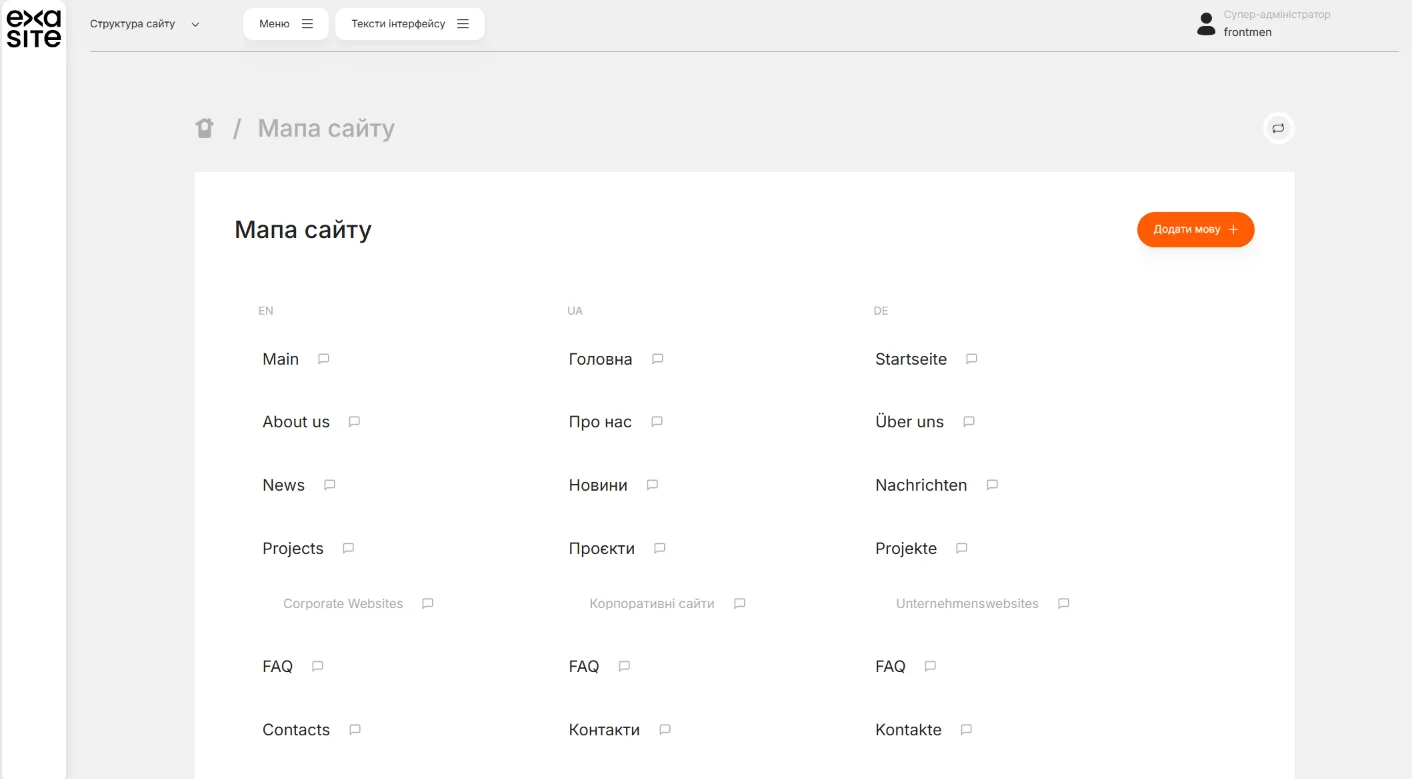 exa
SITE
Структура сайту
Меню
Тексти інтерфейсу
Супер-адміністратор
frontmen
/ Мапа сайту
Мапа сайту
Додати мову +
EN UA DE
Main Головна Startseite
About us Про нас Über uns
News Новини Nachrichten
Projects Проєкти Projekte
Corporate Websites Корпоративні сайти Unternehmenswebsites
FAQ FAQ FAQ
Contacts Контакти Kontakte